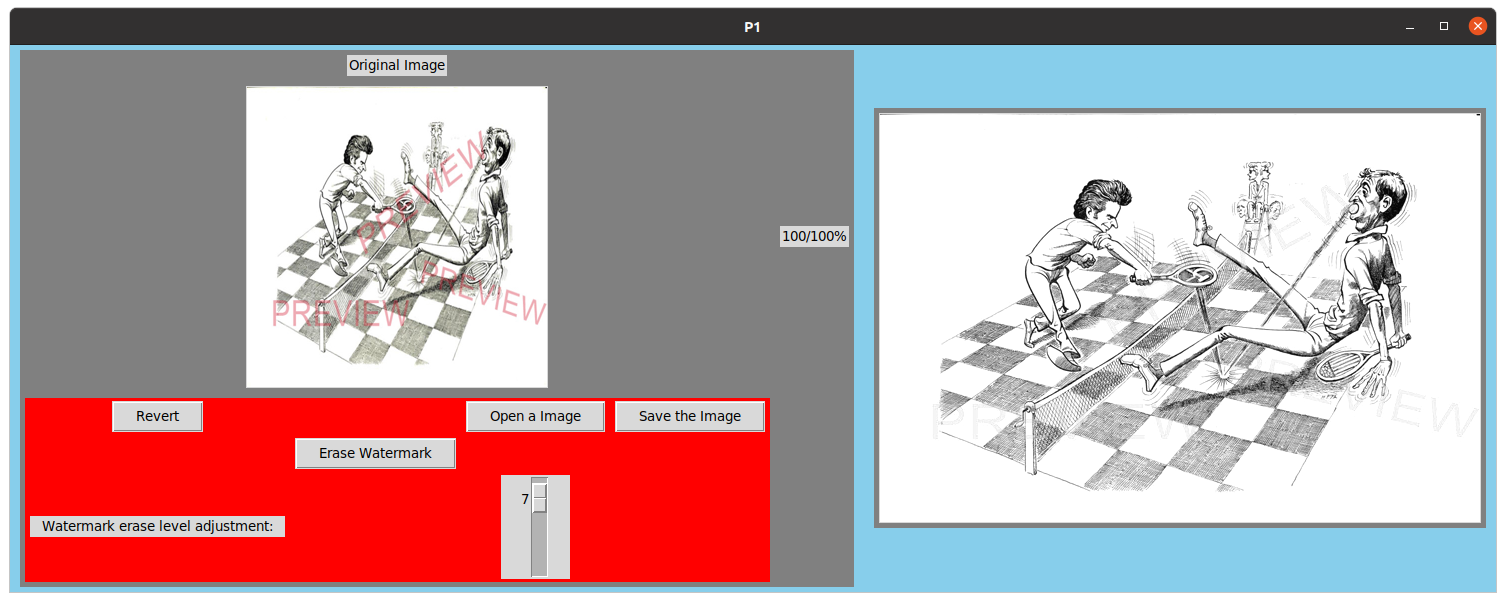 P1
Original Image
PREVIEW
PREVIEW
PREVIEW
100/100%
Revert
Open a Image
Save the Image
Erase Watermark
7
Watermark erase level adjustment:
PREVIEW
PREVIEW
PREVIEW